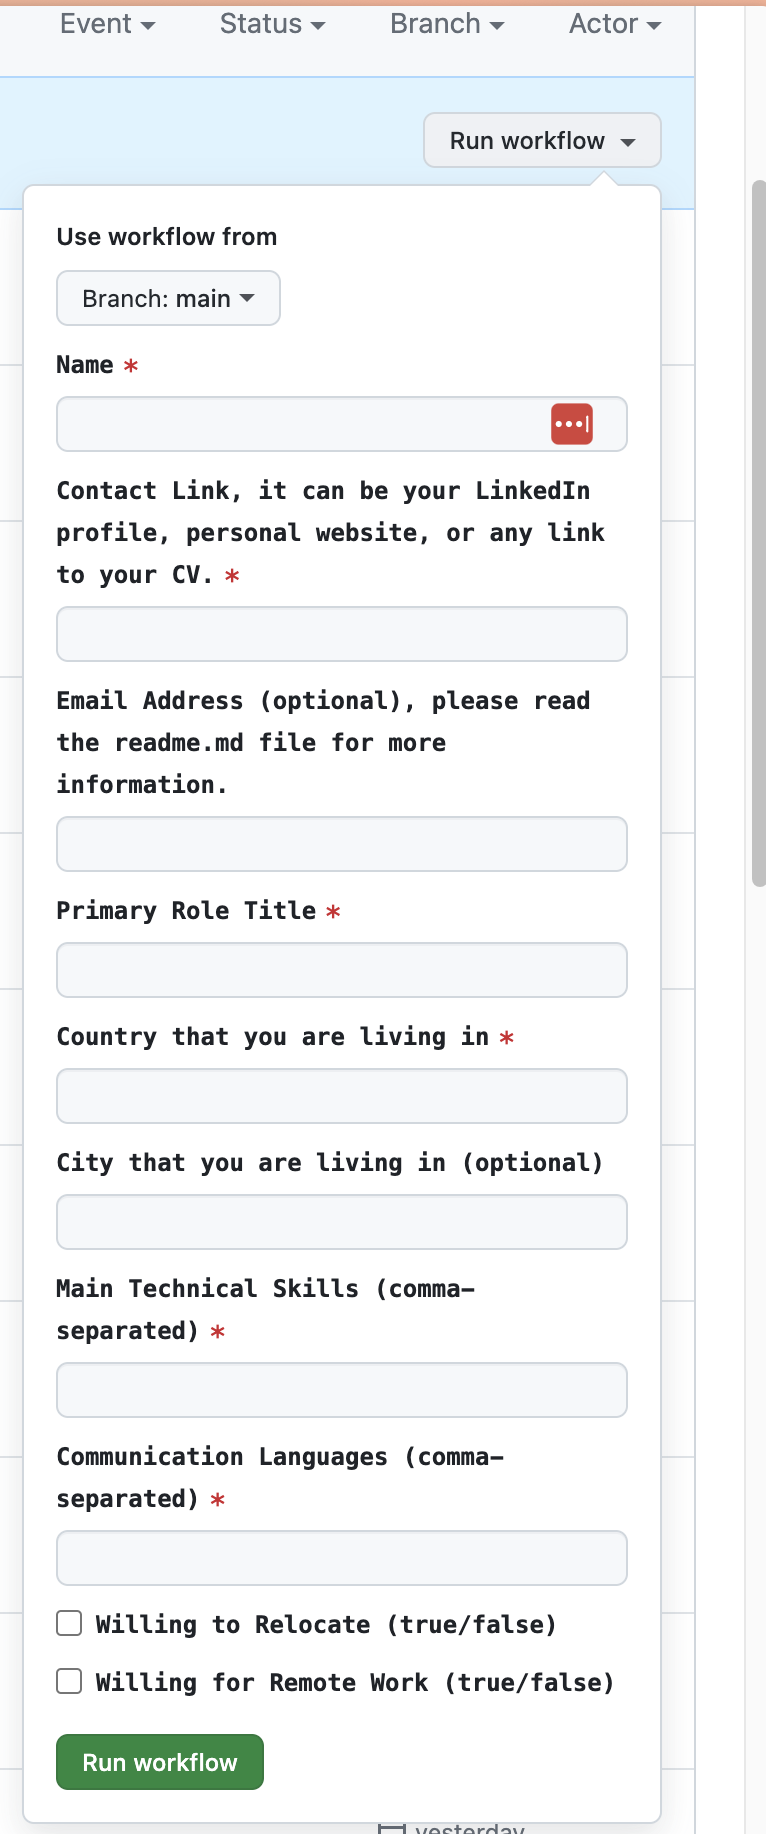 Event Status Branch Actor
Run workflow
Use workflow from
Branch: main
Name *
Contact Link, it can be your LinkedIn
profile, personal website, or any link
to your CV. *
Email Address (optional), please read
the readme.md file for more
information.
Primary Role Title *
Country that you are living in *
City that you are living in (optional)
Main Technical Skills (comma-
separated) *
Communication Languages (comma-
separated) *
Willing to Relocate (true/false)
Willing for Remote Work (true/false)
Run workflow
yesterday